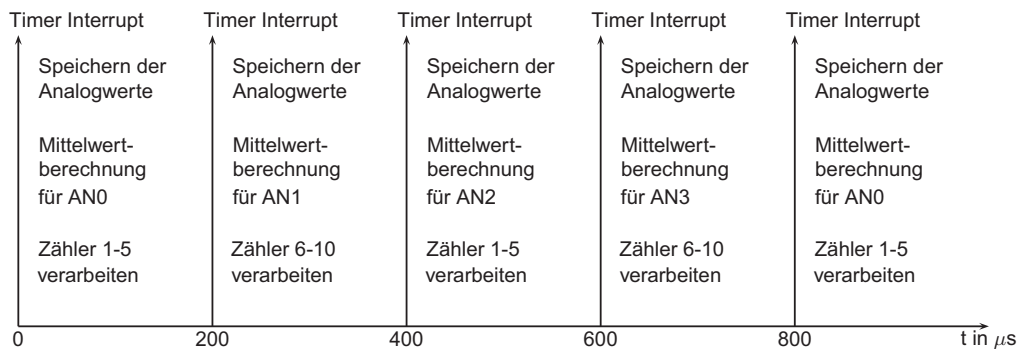 Timer Interrupt Timer Interrupt Timer Interrupt Timer Interrupt Timer Interrupt
Speichern der
Analogwerte
Mittelwert-
berechnung
für AN0
Zähler 1-5
verarbeiten
Speichern der
Analogwerte
Mittelwert-
berechnung
für AN1
Zähler 6-10
verarbeiten
Speichern der
Analogwerte
Mittelwert-
berechnung
für AN2
Zähler 1-5
verarbeiten
Speichern der
Analogwerte
Mittelwert-
berechnung
für AN3
Zähler 6-10
verarbeiten
Speichern der
Analogwerte
Mittelwert-
berechnung
für AN0
Zähler 1-5
verarbeiten
0 200 400 600 800 t in μs